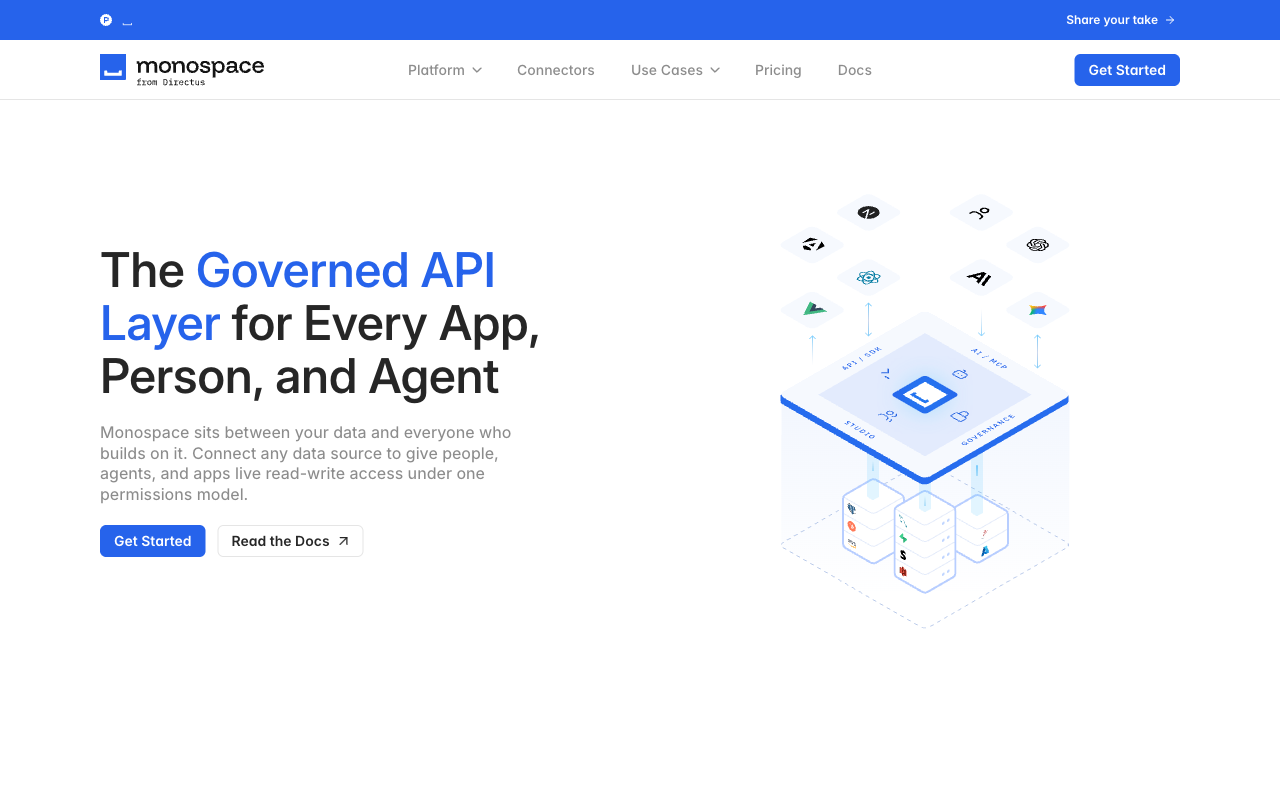 Share your take
monospace
from Directus
Platform
Connectors
Use Cases
Pricing
Docs
Get Started
The Governed API
Layer for Every App,
Person, and Agent
Monospace sits between your data and everyone who
builds on it. Connect any data source to give people,
agents, and apps live read-write access under one
permissions model.
Get Started
Read the Docs
AI
API / SDK
AI / MCP
STUDIO
GOVERNANCE